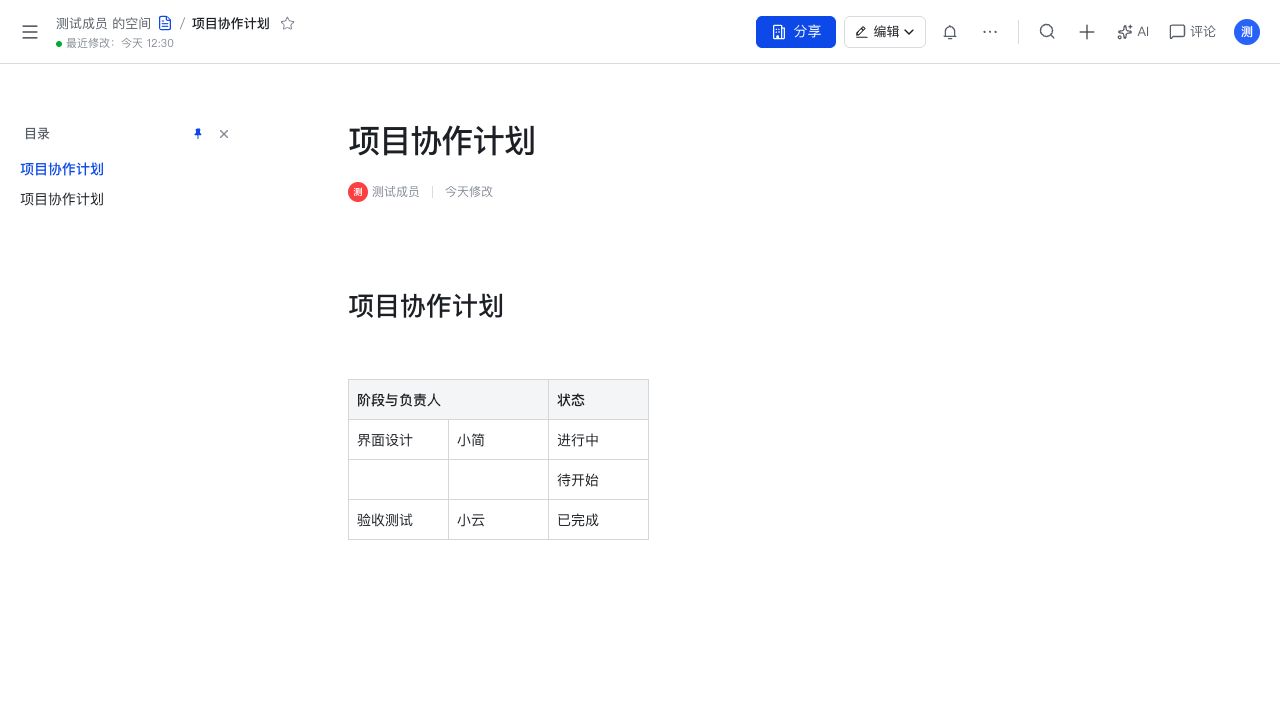 测试成员 的空间 / 项目协作计划
最近修改：今天 12:30
分享
编辑
AI
评论
测
目录
项目协作计划
项目协作计划
项目协作计划
测 测试成员 今天修改
项目协作计划
阶段与负责人 状态
界面设计 小简 进行中
待开始
验收测试 小云 已完成